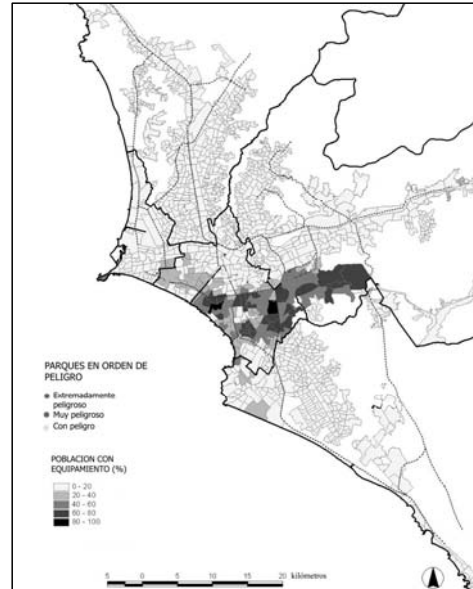 PARQUES EN ORDEN DE
PELIGRO
Extremadamente
peligroso
Muy peligroso
Con peligro
POBLACION CON
EQUIPAMIENTO (%)
0 - 20
20 - 40
40 - 60
60 - 80
80 - 100
5 0 5 10 15 20 kilómetros